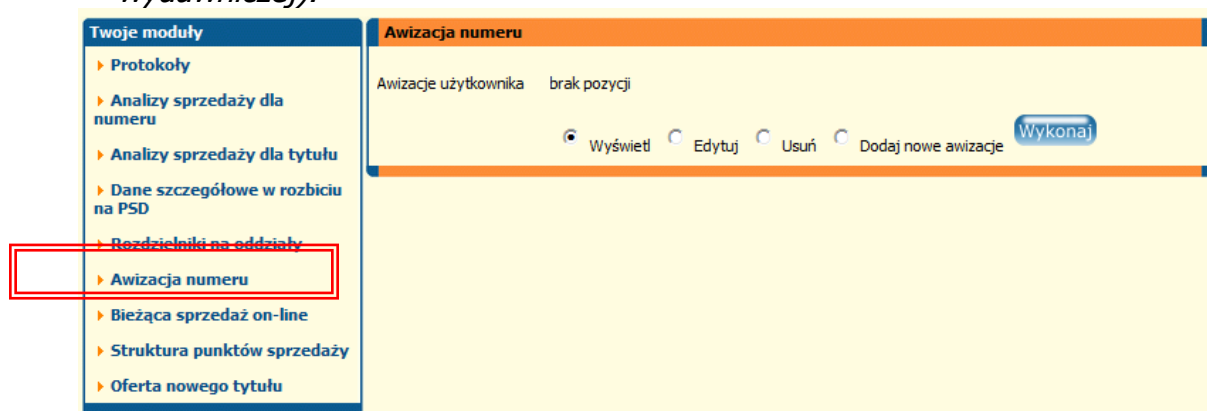 wydawniczej).
Twoje moduły
Protokoły
Analizy sprzedaży dla
numeru
Analizy sprzedaży dla tytułu
Dane szczegółowe w rozbiciu
na PSD
Rozdzielniki na oddziały
Awizacja numeru
Bieżąca sprzedaż on-line
Struktura punktów sprzedaży
Oferta nowego tytułu
Awizacja numeru
Awizacje użytkownika brak pozycji
Wyświetl Edytuj Usuń Dodaj nowe awizacje Wykonaj